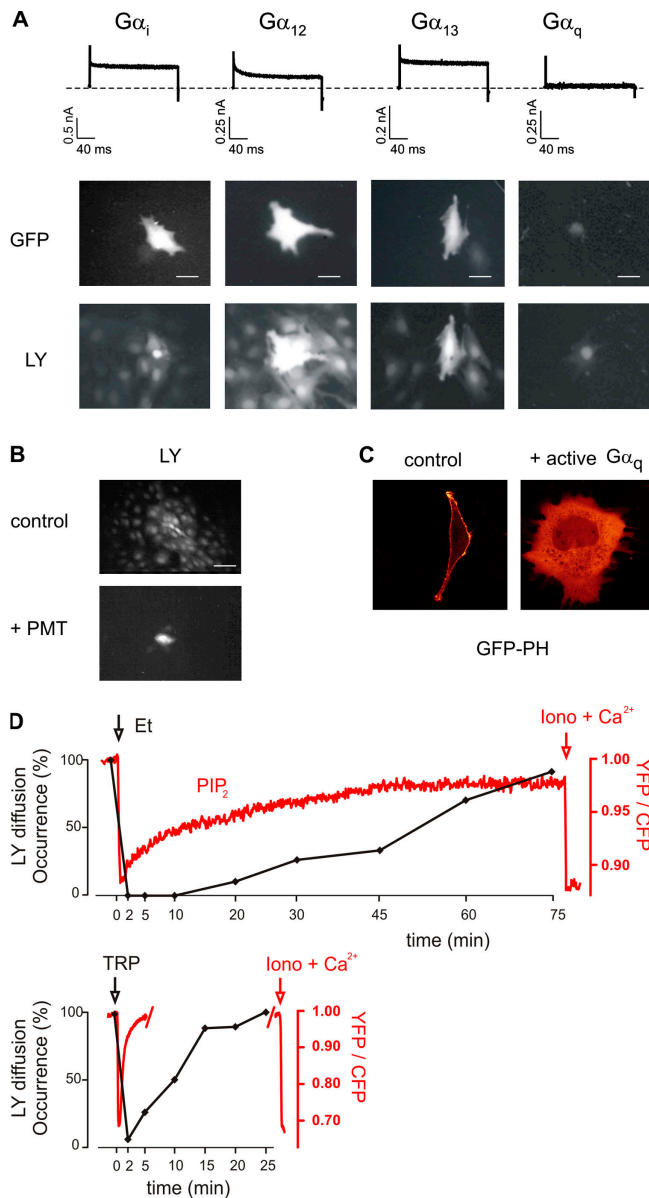 A
Gαi Gα12 Gα13 Gαq
0.5 nA 0.25 nA 0.2 nA 0.25 nA
40 ms 40 ms 40 ms 40 ms
GFP
LY
B
LY
control
+ PMT
C
control + active Gαq
GFP-PH
D
Et
Iono + Ca2+
PIP2
LY diffusion
Occurrence (%)
100
50
0
0 2 5 10 20 30 45 60 75
time (min)
1.00
0.95
0.90
YFP / CFP
TRP
Iono + Ca2+
LY diffusion
Occurrence (%)
100
50
0
0 2 5 10 15 20 25
time (min)
1.00
0.90
0.80
0.70
YFP / CFP